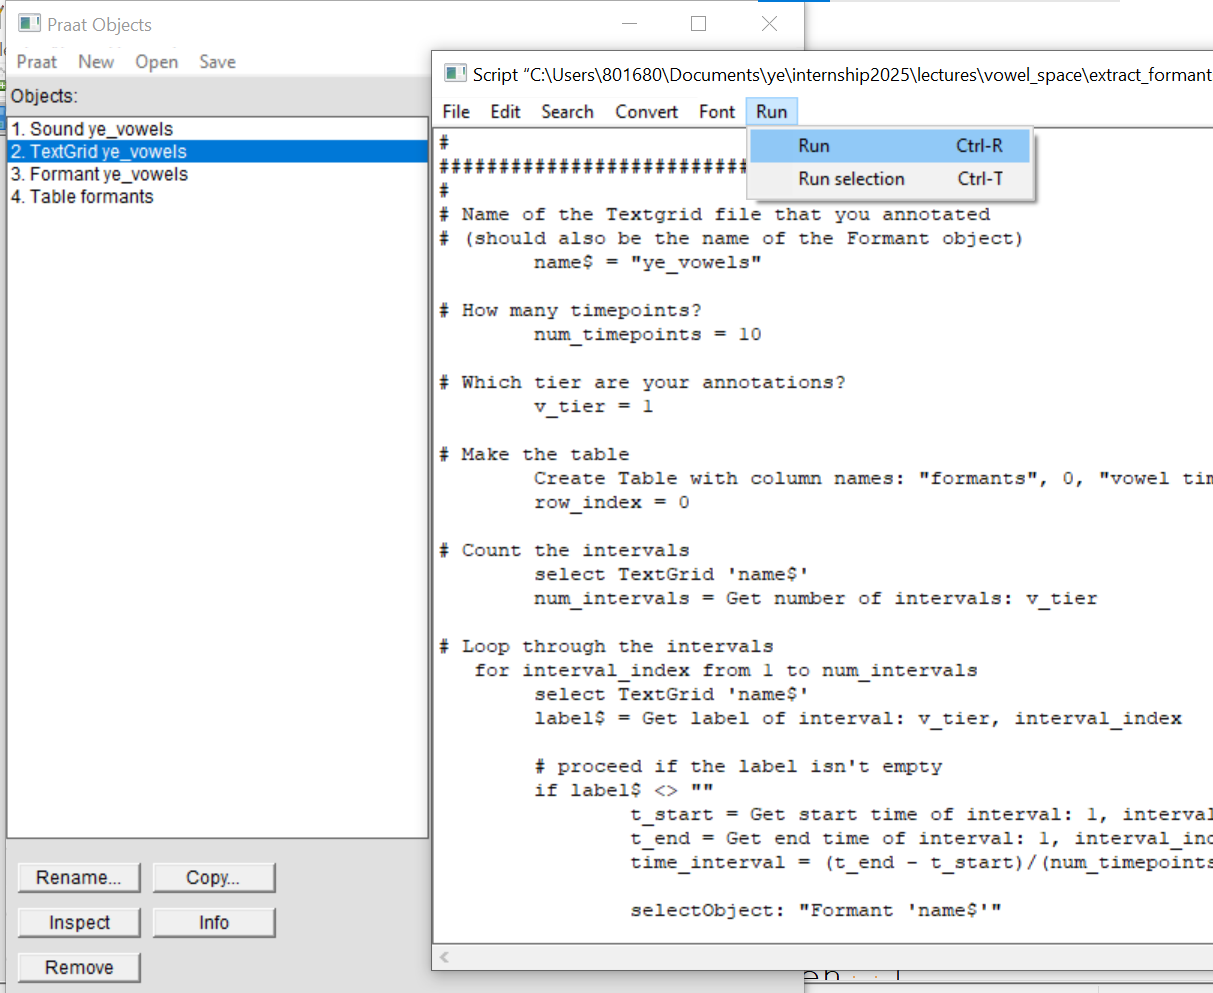 Praat Objects
Praat New Open Save
Objects:
1. Sound ye_vowels
2. TextGrid ye_vowels
3. Formant ye_vowels
4. Table formants
Rename...
Copy...
Inspect
Info
Remove
Script "C:\Users\801680\Documents\ye\internship2025\lectures\vowel_space\extract_formant
File Edit Search Convert Font Run
Run Ctrl-R
Run selection Ctrl-T
#
##########################
#
# Name of the Textgrid file that you annotated
# (should also be the name of the Formant object)
name$ = "ye_vowels"
# How many timepoints?
num_timepoints = 10
# Which tier are your annotations?
v_tier = 1
# Make the table
Create Table with column names: "formants", 0, "vowel tim
row_index = 0
# Count the intervals
select TextGrid 'name$'
num_intervals = Get number of intervals: v_tier
# Loop through the intervals
for interval_index from 1 to num_intervals
select TextGrid 'name$'
label$ = Get label of interval: v_tier, interval_index
# proceed if the label isn't empty
if label$ <> ""
t_start = Get start time of interval: 1, interval
t_end = Get end time of interval: 1, interval_ind
time_interval = (t_end - t_start)/(num_timepoints
selectObject: "Formant 'name$'"